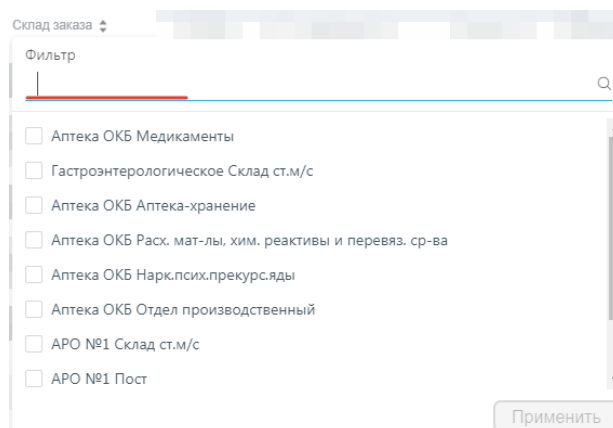 Склад заказа
Фильтр
Аптека ОКБ Медикаменты
Гастроэнтерологическое Склад ст.м/с
Аптека ОКБ Аптека-хранение
Аптека ОКБ Расх. мат-лы, хим. реактивы и перевяз. ср-ва
Аптека ОКБ Нарк.псих.прекурс.яды
Аптека ОКБ Отдел производственный
АРО №1 Склад ст.м/с
АРО №1 Пост
Применить